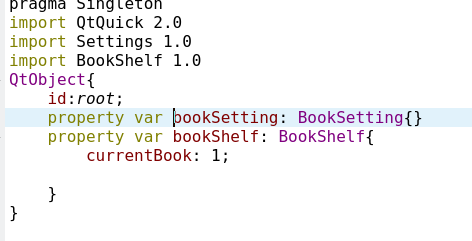 pragma Singleton
import QtQuick 2.0
import Settings 1.0
import BookShelf 1.0
QtObject{
    id:root;
    property var bookSetting: BookSetting{}
    property var bookShelf: BookShelf{
        currentBook: 1;

    }
}